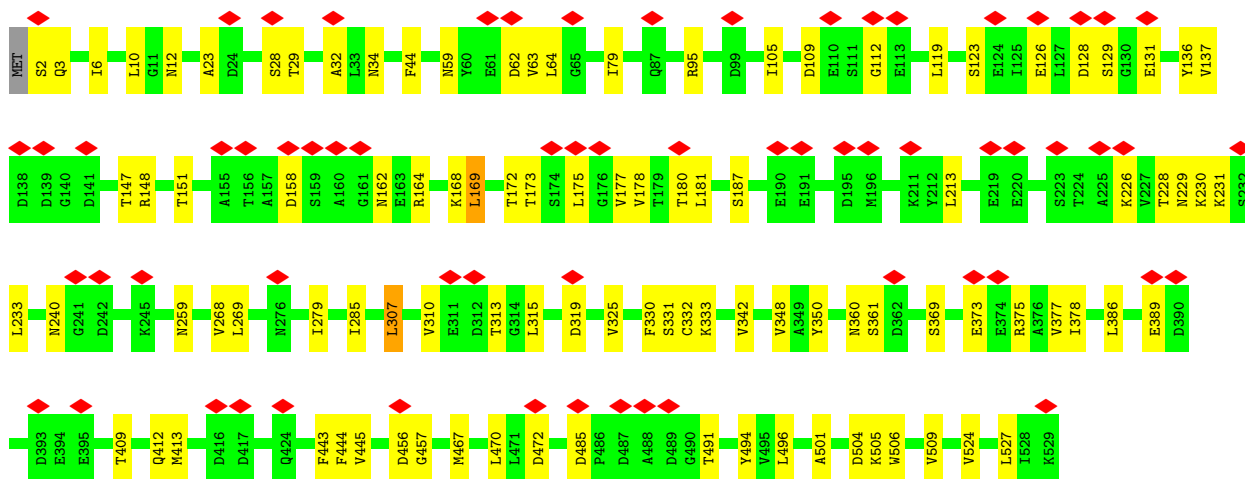 MET S2 Q3 I6 L10 G11 N12 A23 D24 S28 T29 A32 L33 N34 F44 N59 Y60 E61 D62 V63 L64 G65 I79 Q87 R95 D99 I105 D109 E110 S111 G112 E113 L119 S123 E124 I125 E126 L127 D128 S129 G130 E131 Y136 V137
D138 D139 G140 D141 T147 R148 T151 A155 T156 A157 D158 S159 A160 G161 N162 E163 R164 K168 L169 T172 T173 S174 L175 G176 V177 V178 T179 T180 L181 S187 E190 E191 D195 M196 K211 Y212 L213 E219 E220 S223 T224 A225 K226 V227 T228 N229 K230 K231 S232
L233 N240 G241 D242 K245 N259 V268 L269 N276 I279 I285 L307 V310 E311 D312 T313 G314 L315 D319 V325 F330 S331 C332 K333 V342 V348 A349 Y350 N360 S361 D362 S369 E373 E374 R375 A376 V377 I378 L386 E389 D390
D393 E394 E395 T409 Q412 M413 D416 D417 Q424 F443 F444 V445 D456 G457 M467 L470 L471 D472 D485 P486 D487 A488 D489 G490 T491 Y494 V495 L496 A501 D504 K505 W506 V509 V524 L527 I528 K529